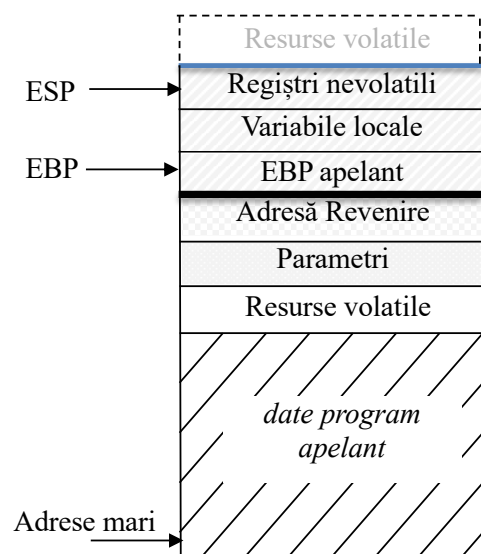 Resurse volatile
ESP
Regiștri nevolatili
Variabile locale
EBP
EBP apelant
Adresă Revenire
Parametri
Resurse volatile
date program
apelant
Adrese mari